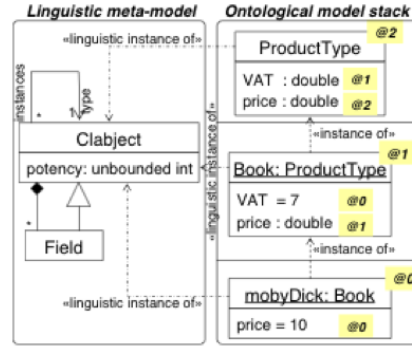 Linguistic meta-model
Ontological model stack
«linguistic instance of»
ProductType
@2
VAT : double @1
price : double @2
instances
*
1
type
Clabject
potency: unbounded int
*
Field
«linguistic instance of»
«instance of»
Book: ProductType
@1
VAT = 7 @0
price : double @1
«instance of»
«linguistic instance of»
mobyDick: Book
@0
price = 10 @0